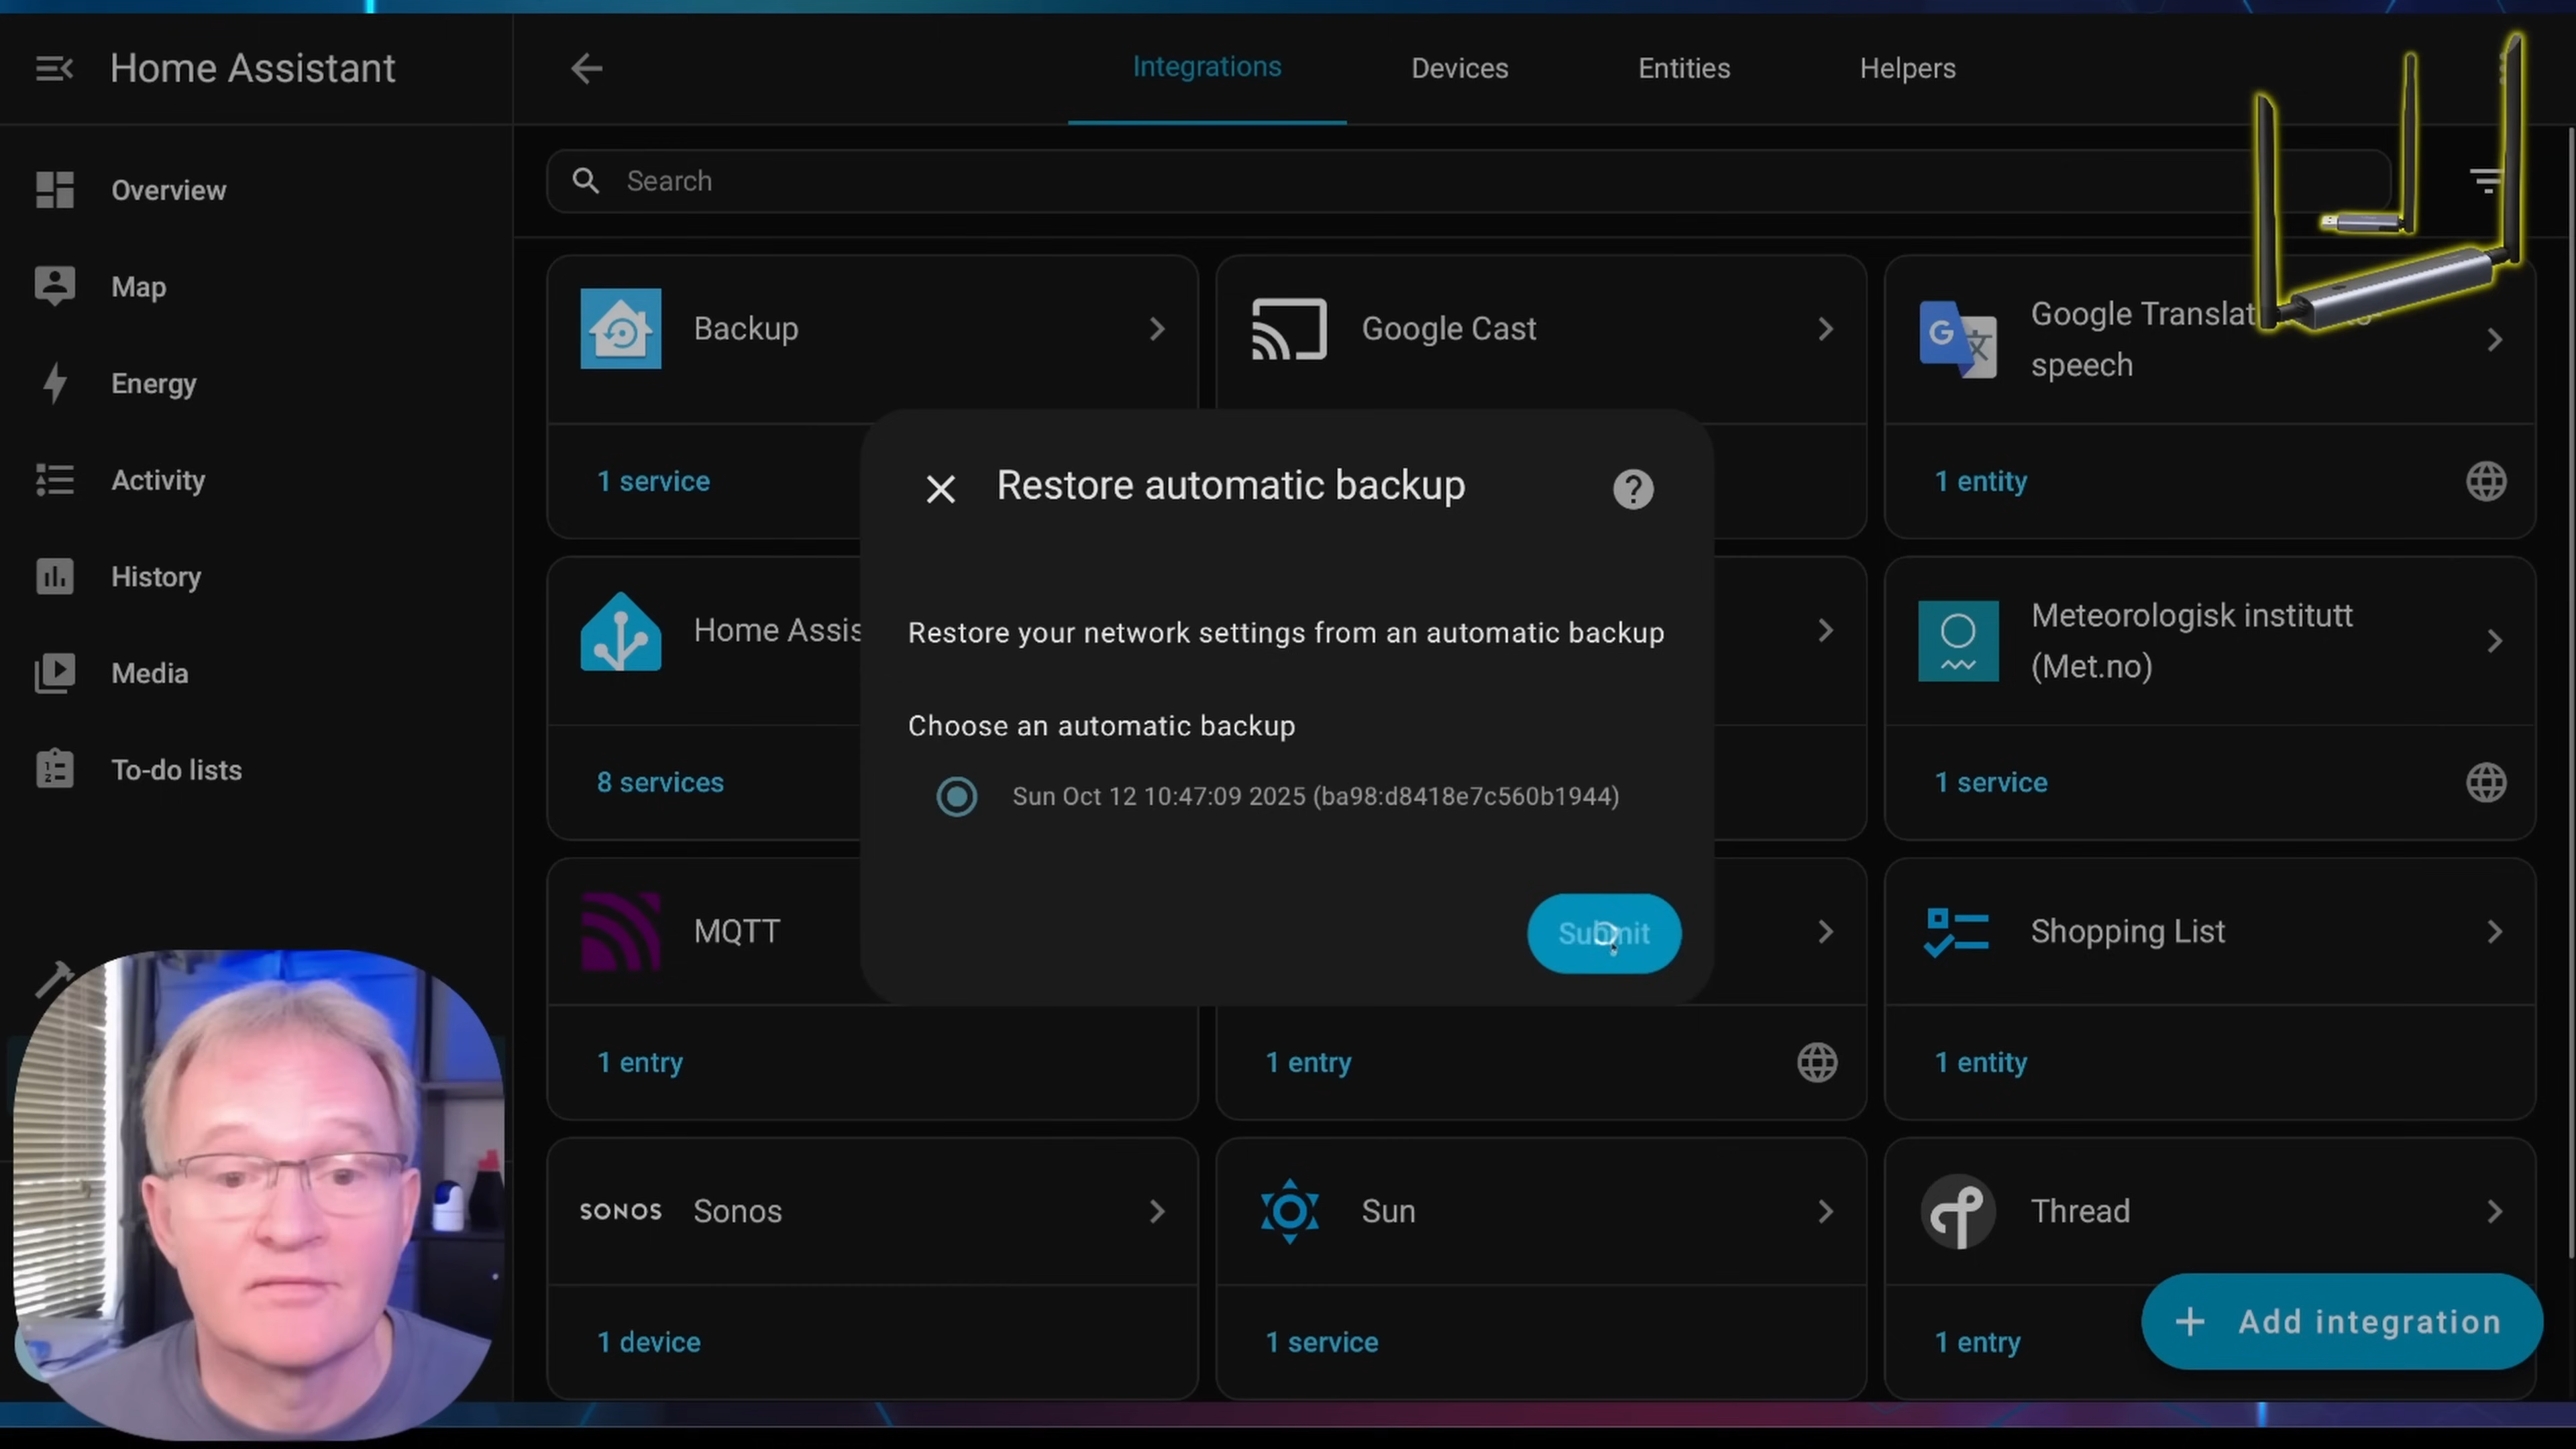 Home Assistant
Integrations
Devices
Entities
Helpers
Overview
Map
Energy
Activity
History
Media
To-do lists
Search
Backup
1 service
Google Cast
Google Translat
speech
1 entity
Home Assis
8 services
Meteorologisk institutt
(Met.no)
1 service
Restore automatic backup
Restore your network settings from an automatic backup
Choose an automatic backup
Sun Oct 12 10:47:09 2025 (ba98:d8418e7c560b1944)
Submit
MQTT
1 entry
1 entry
Shopping List
1 entity
SONOS
Sonos
1 device
Sun
1 service
Thread
1 entry
Add integration